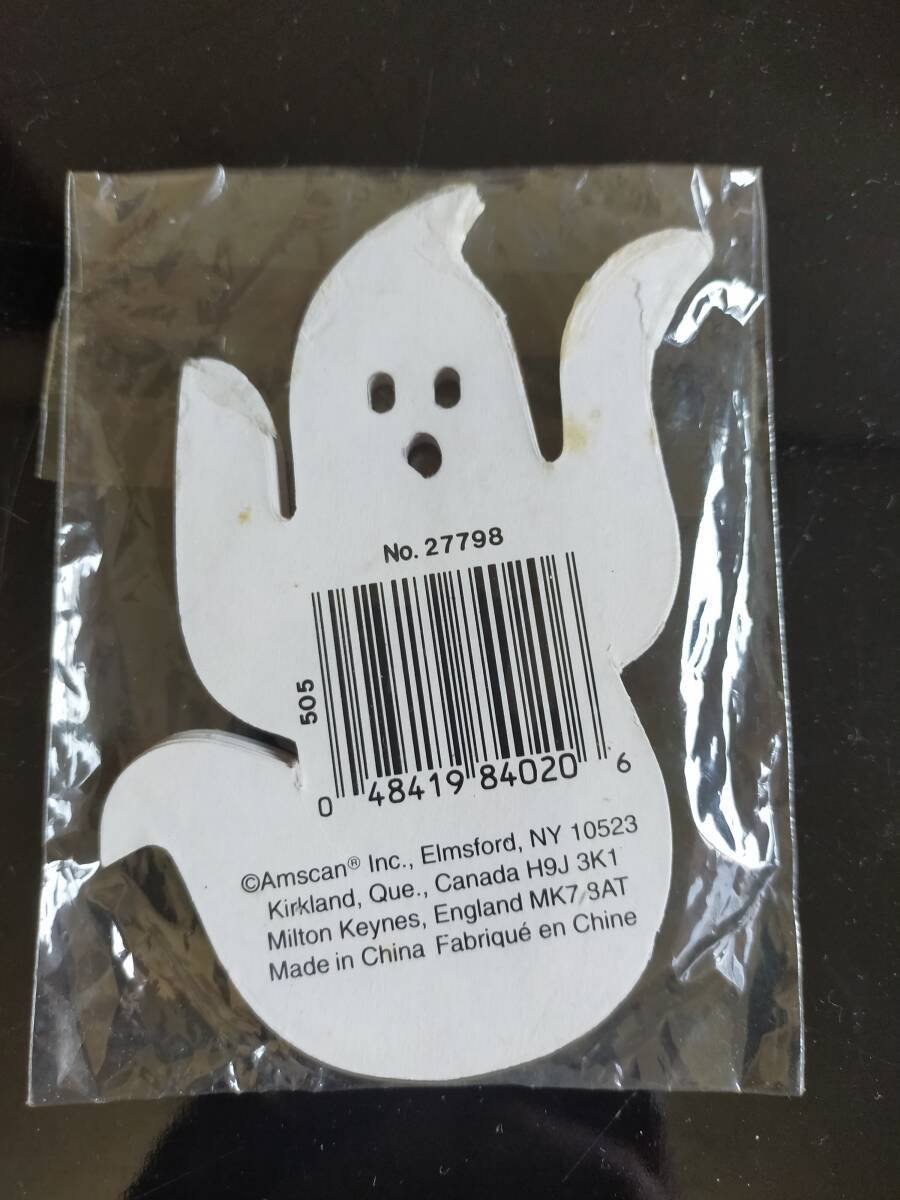 No. 27798
505
0 48419 84020 6
©Amscan® Inc., Elmsford, NY 10523
Kirkland, Que., Canada H9J 3K1
Milton Keynes, England MK7 8AT
Made in China Fabriqué en Chine